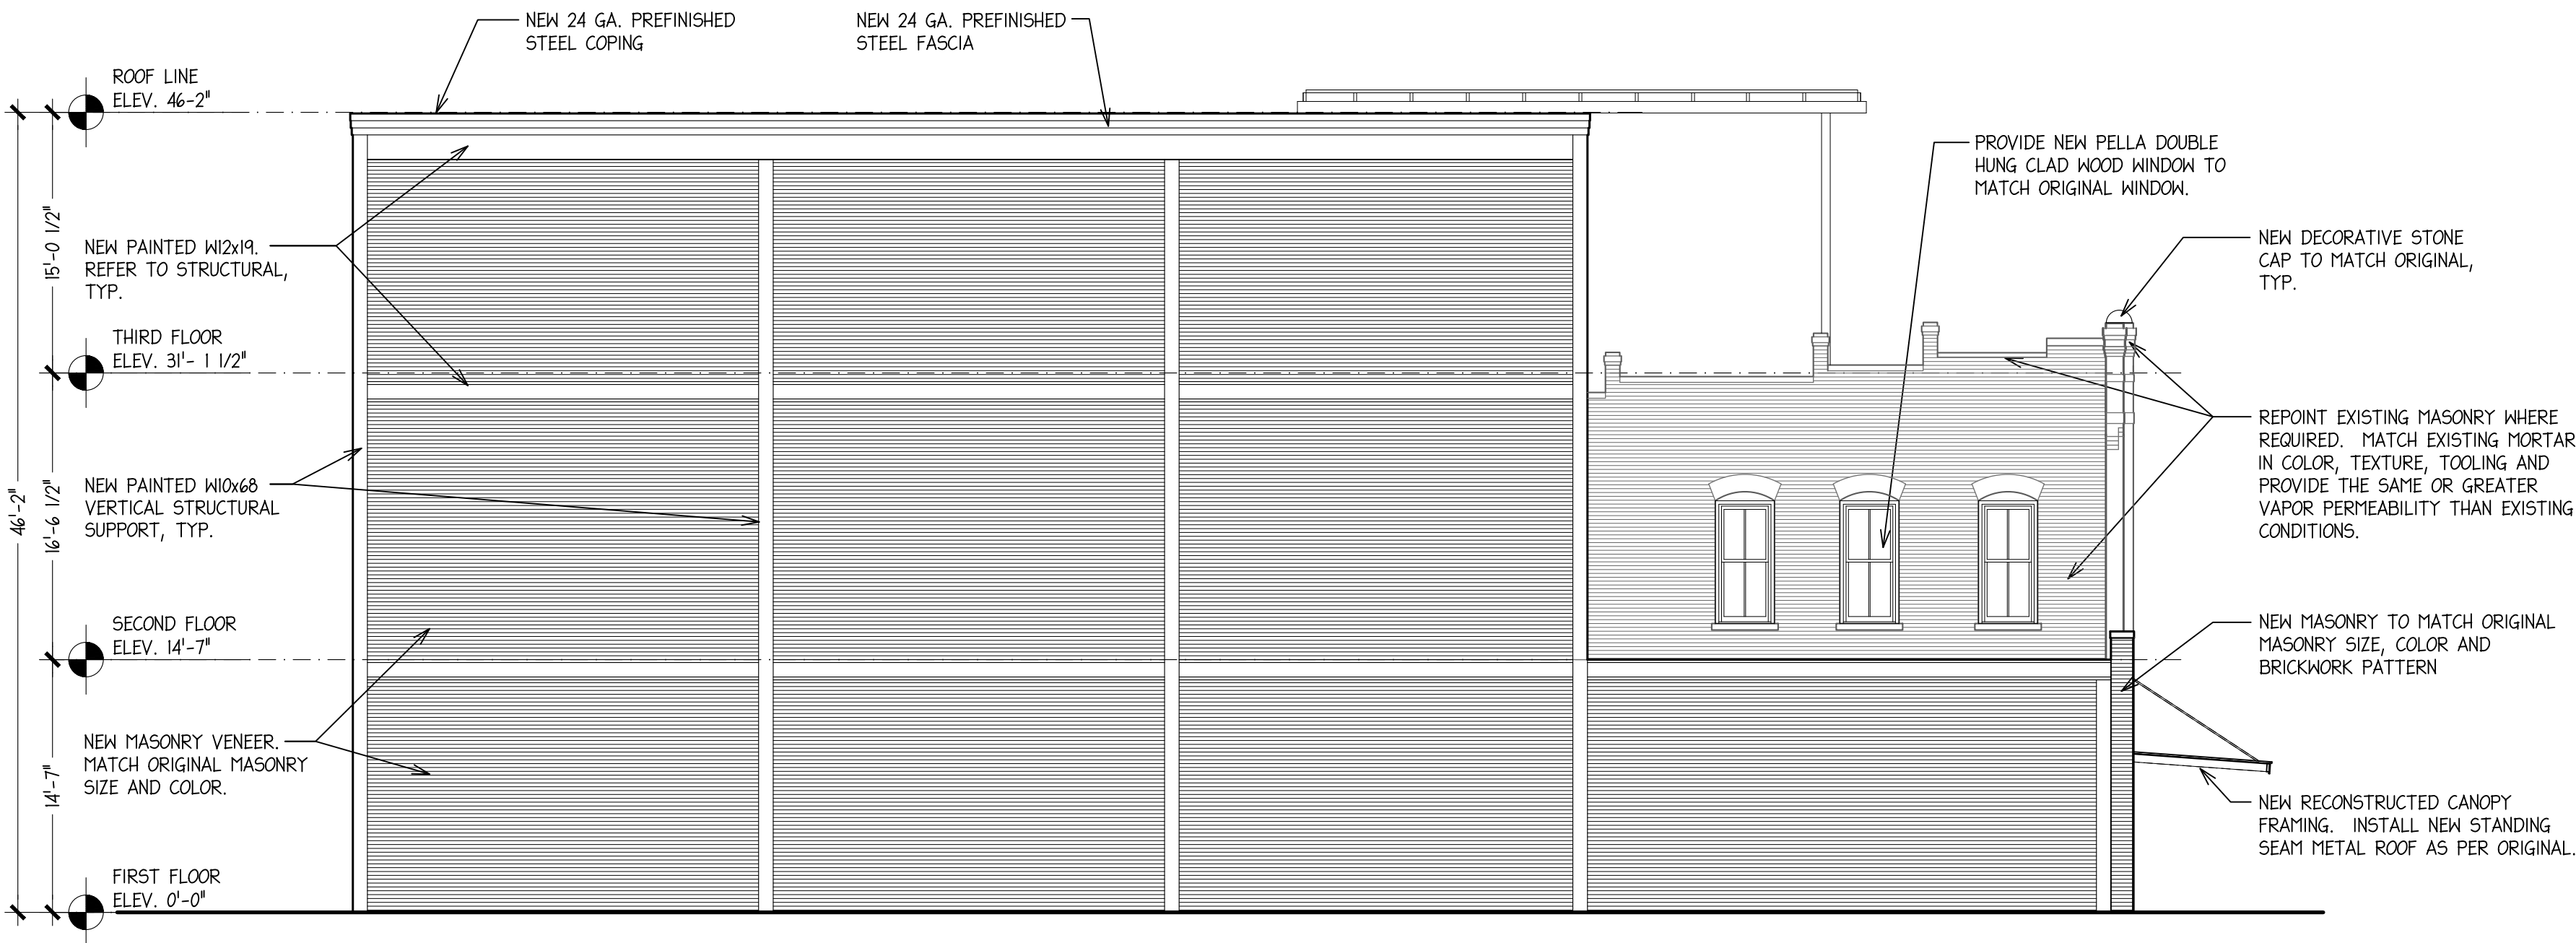 NEW 24 GA. PREFINISHED
STEEL COPING
NEW 24 GA. PREFINISHED
STEEL FASCIA
ROOF LINE
ELEV. 46-2"
PROVIDE NEW PELLA DOUBLE
HUNG CLAD WOOD WINDOW TO
MATCH ORIGINAL WINDOW.
15'-0 1/2"
NEW PAINTED W12x19.
REFER TO STRUCTURAL,
TYP.
NEW DECORATIVE STONE
CAP TO MATCH ORIGINAL,
TYP.
THIRD FLOOR
ELEV. 31'- 1 1/2"
REPOINT EXISTING MASONRY WHERE
REQUIRED. MATCH EXISTING MORTAR
IN COLOR, TEXTURE, TOOLING AND
PROVIDE THE SAME OR GREATER
VAPOR PERMEABILITY THAN EXISTING
CONDITIONS.
46'-2"
16'-6 1/2"
NEW PAINTED W10x68
VERTICAL STRUCTURAL
SUPPORT, TYP.
SECOND FLOOR
ELEV. 14'-7"
NEW MASONRY TO MATCH ORIGINAL
MASONRY SIZE, COLOR AND
BRICKWORK PATTERN
NEW MASONRY VENEER.
MATCH ORIGINAL MASONRY
SIZE AND COLOR.
14'-7"
NEW RECONSTRUCTED CANOPY
FRAMING. INSTALL NEW STANDING
SEAM METAL ROOF AS PER ORIGINAL.
FIRST FLOOR
ELEV. 0'-0"